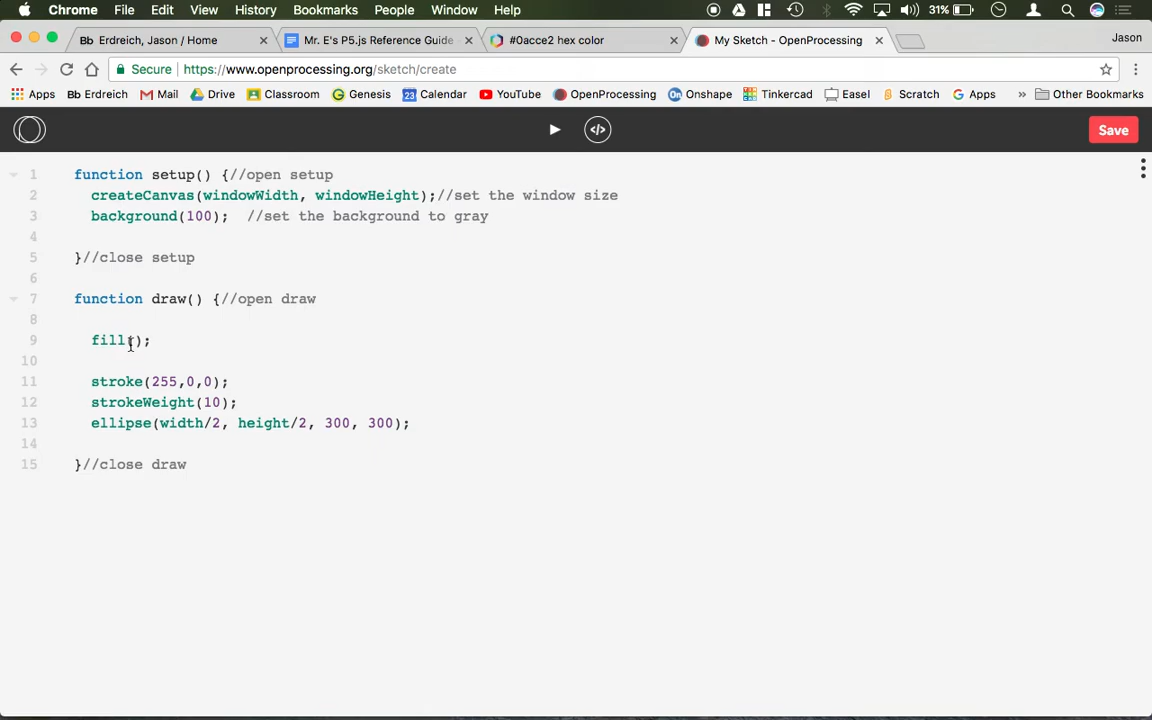 Chrome File Edit View History Bookmarks People Window Help 31%
Bb Erdreich, Jason / Home Mr. E's P5.js Reference Guide - #0acce2 hex color My Sketch - OpenProcessing Jason
Secure https://www.openprocessing.org/sketch/create
Apps Bb Erdreich Mail Drive Classroom Genesis 23 Calendar YouTube OpenProcessing On Onshape Tinkercad Easel Scratch Apps » Other Bookmarks
</> Save
1 function setup() {//open setup
2 createCanvas(windowWidth, windowHeight);//set the window size
3 background(100); //set the background to gray
4
5 }//close setup
6
7 function draw() {//open draw
8
9 fill();
10
11 stroke(255,0,0);
12 strokeWeight(10);
13 ellipse(width/2, height/2, 300, 300);
14
15 }//close draw